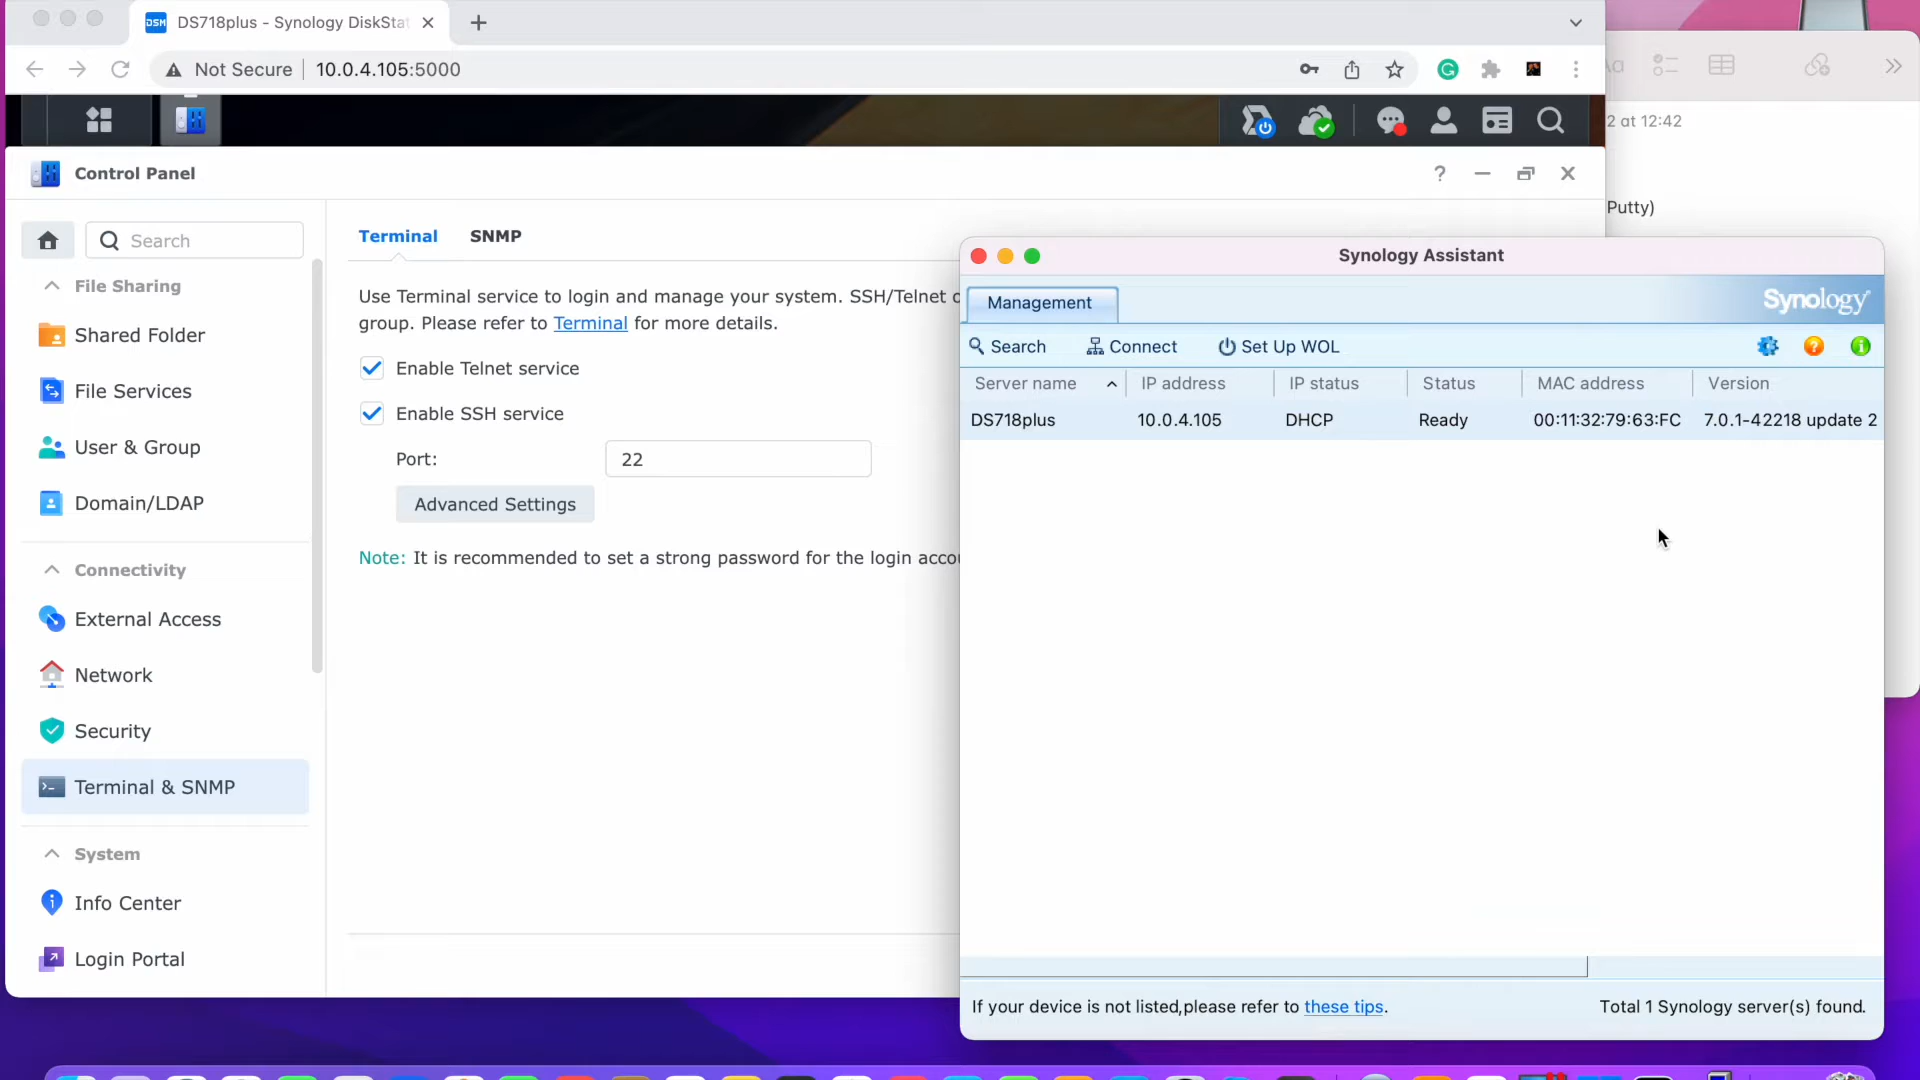 DSM DS718plus - Synology DiskStat
Not Secure 10.0.4.105:5000
2 at 12:42
Control Panel
Putty)
Search
Terminal SNMP
File Sharing
Shared Folder
File Services
User & Group
Domain/LDAP
Connectivity
External Access
Network
Security
Terminal & SNMP
System
Info Center
Login Portal
Use Terminal service to login and manage your system. SSH/Telnet
group. Please refer to Terminal for more details.
Enable Telnet service
Enable SSH service
Port: 22
Advanced Settings
Note: It is recommended to set a strong password for the login accou
Synology Assistant
Management
Synology
Search Connect Set Up WOL
Server name IP address IP status Status MAC address Version
DS718plus 10.0.4.105 DHCP Ready 00:11:32:79:63:FC 7.0.1-42218 update 2
If your device is not listed,please refer to these tips.
Total 1 Synology server(s) found.